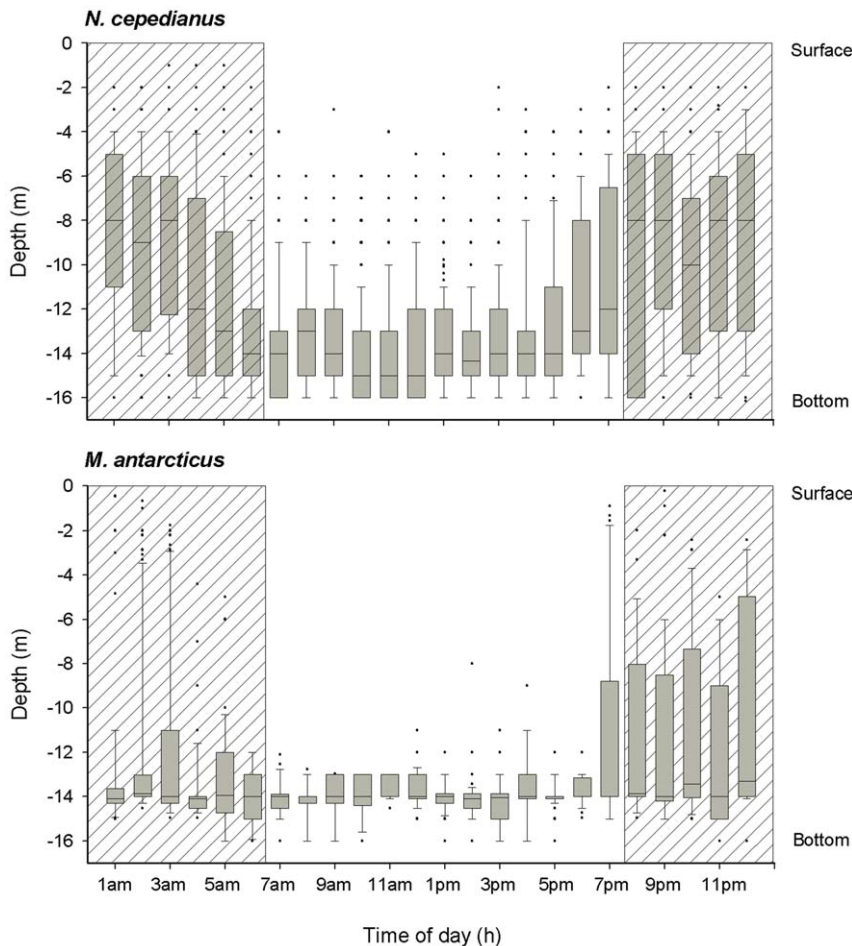 N. cepedianus
0
Surface
-2
-4
-6
-8
-10
-12
-14
-16
Bottom
Depth (m)
M. antarcticus
0
Surface
-2
-4
-6
-8
-10
-12
-14
-16
Bottom
Depth (m)
1am 3am 5am 7am 9am 11am 1pm 3pm 5pm 7pm 9pm 11pm
Time of day (h)